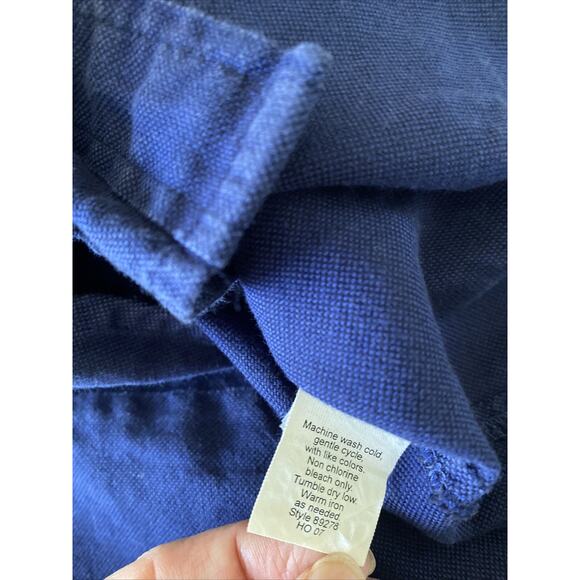 Machine wash cold,
gentle cycle,
with like colors.
Non chlorine
bleach only.
Tumble dry low.
Warm iron
as needed.
Style 89278
HO 07